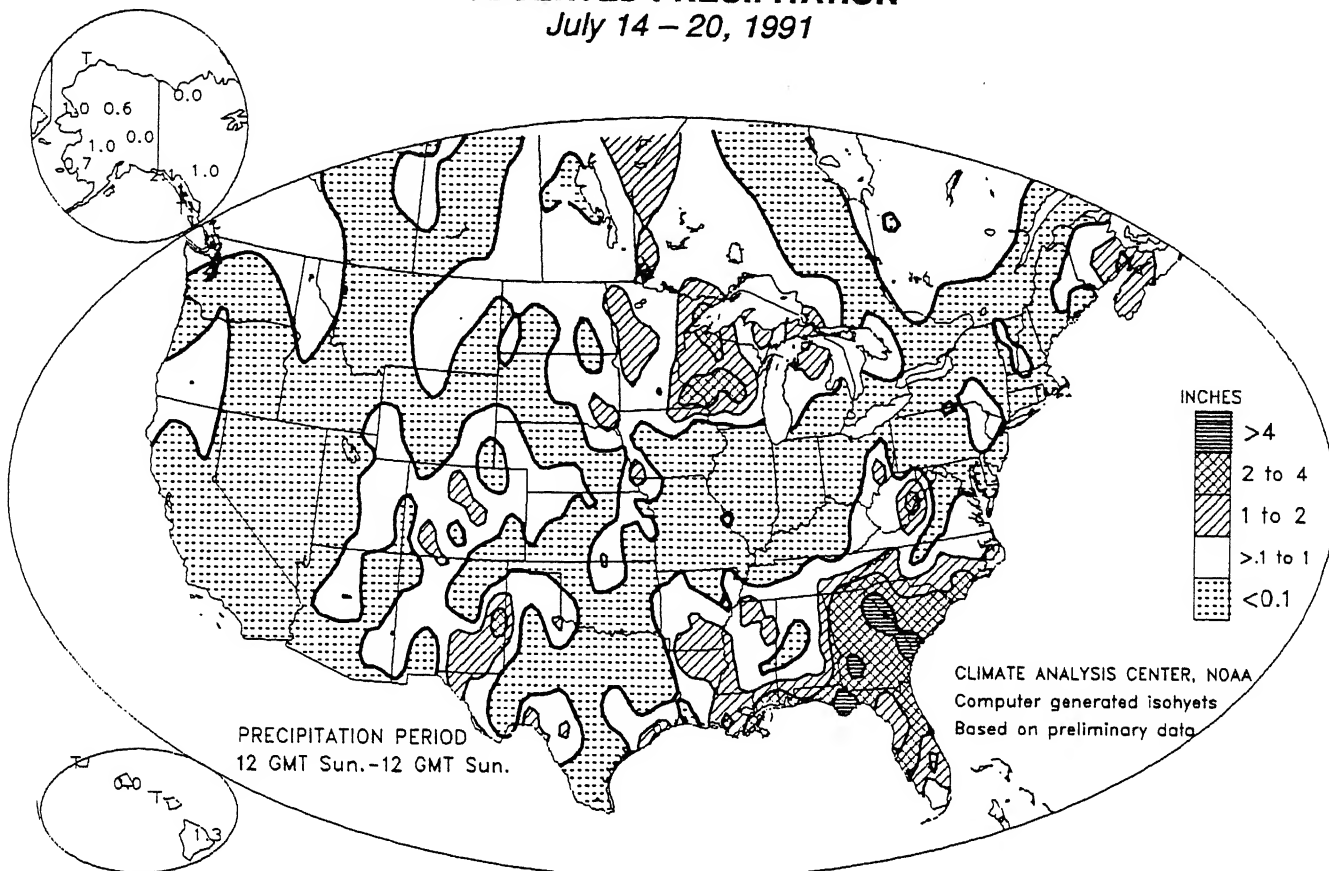 July 14 – 20, 1991
T
0.0
1.0 0.6
1.0 0.0
0.7
2.1 1.0
INCHES
>4
2 to 4
1 to 2
>.1 to 1
<0.1
CLIMATE ANALYSIS CENTER, NOAA
Computer generated isohyets
Based on preliminary data
PRECIPITATION PERIOD
12 GMT Sun.-12 GMT Sun.
T
T
1.3